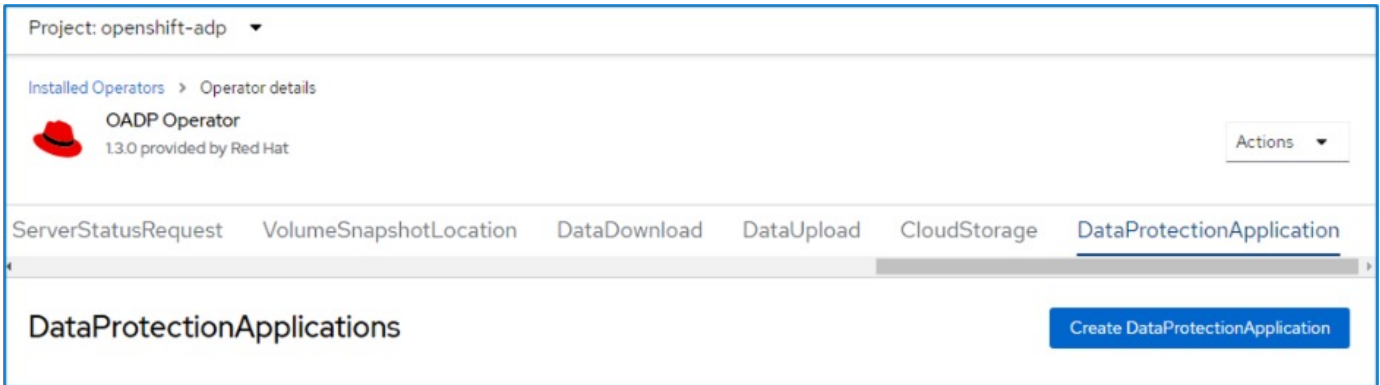 Project: openshift-adp
Installed Operators > Operator details
OADP Operator
1.3.0 provided by Red Hat
Actions
ServerStatusRequest VolumeSnapshotLocation DataDownload DataUpload CloudStorage DataProtectionApplication
DataProtectionApplications
Create DataProtectionApplication